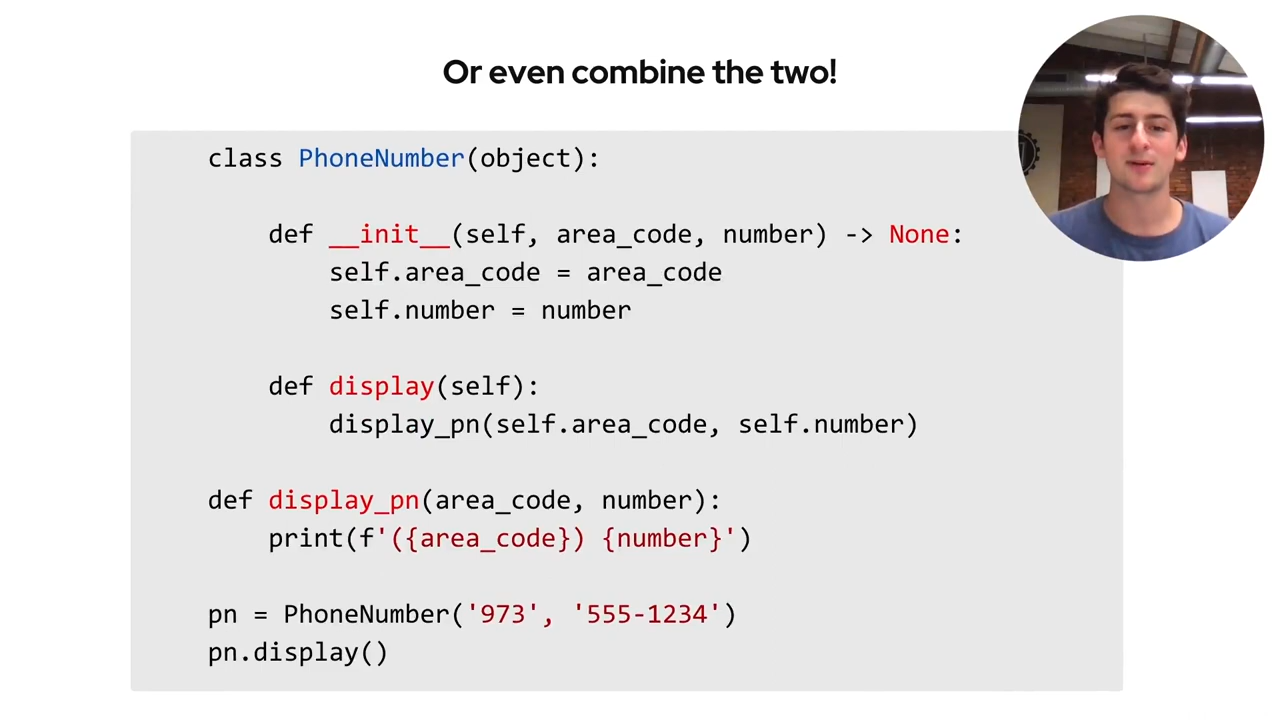 Or even combine the two!
class PhoneNumber(object):
def __init__(self, area_code, number) -> None:
self.area_code = area_code
self.number = number
def display(self):
display_pn(self.area_code, self.number)
def display_pn(area_code, number):
print(f'({area_code}) {number}')
pn = PhoneNumber('973', '555-1234')
pn.display()